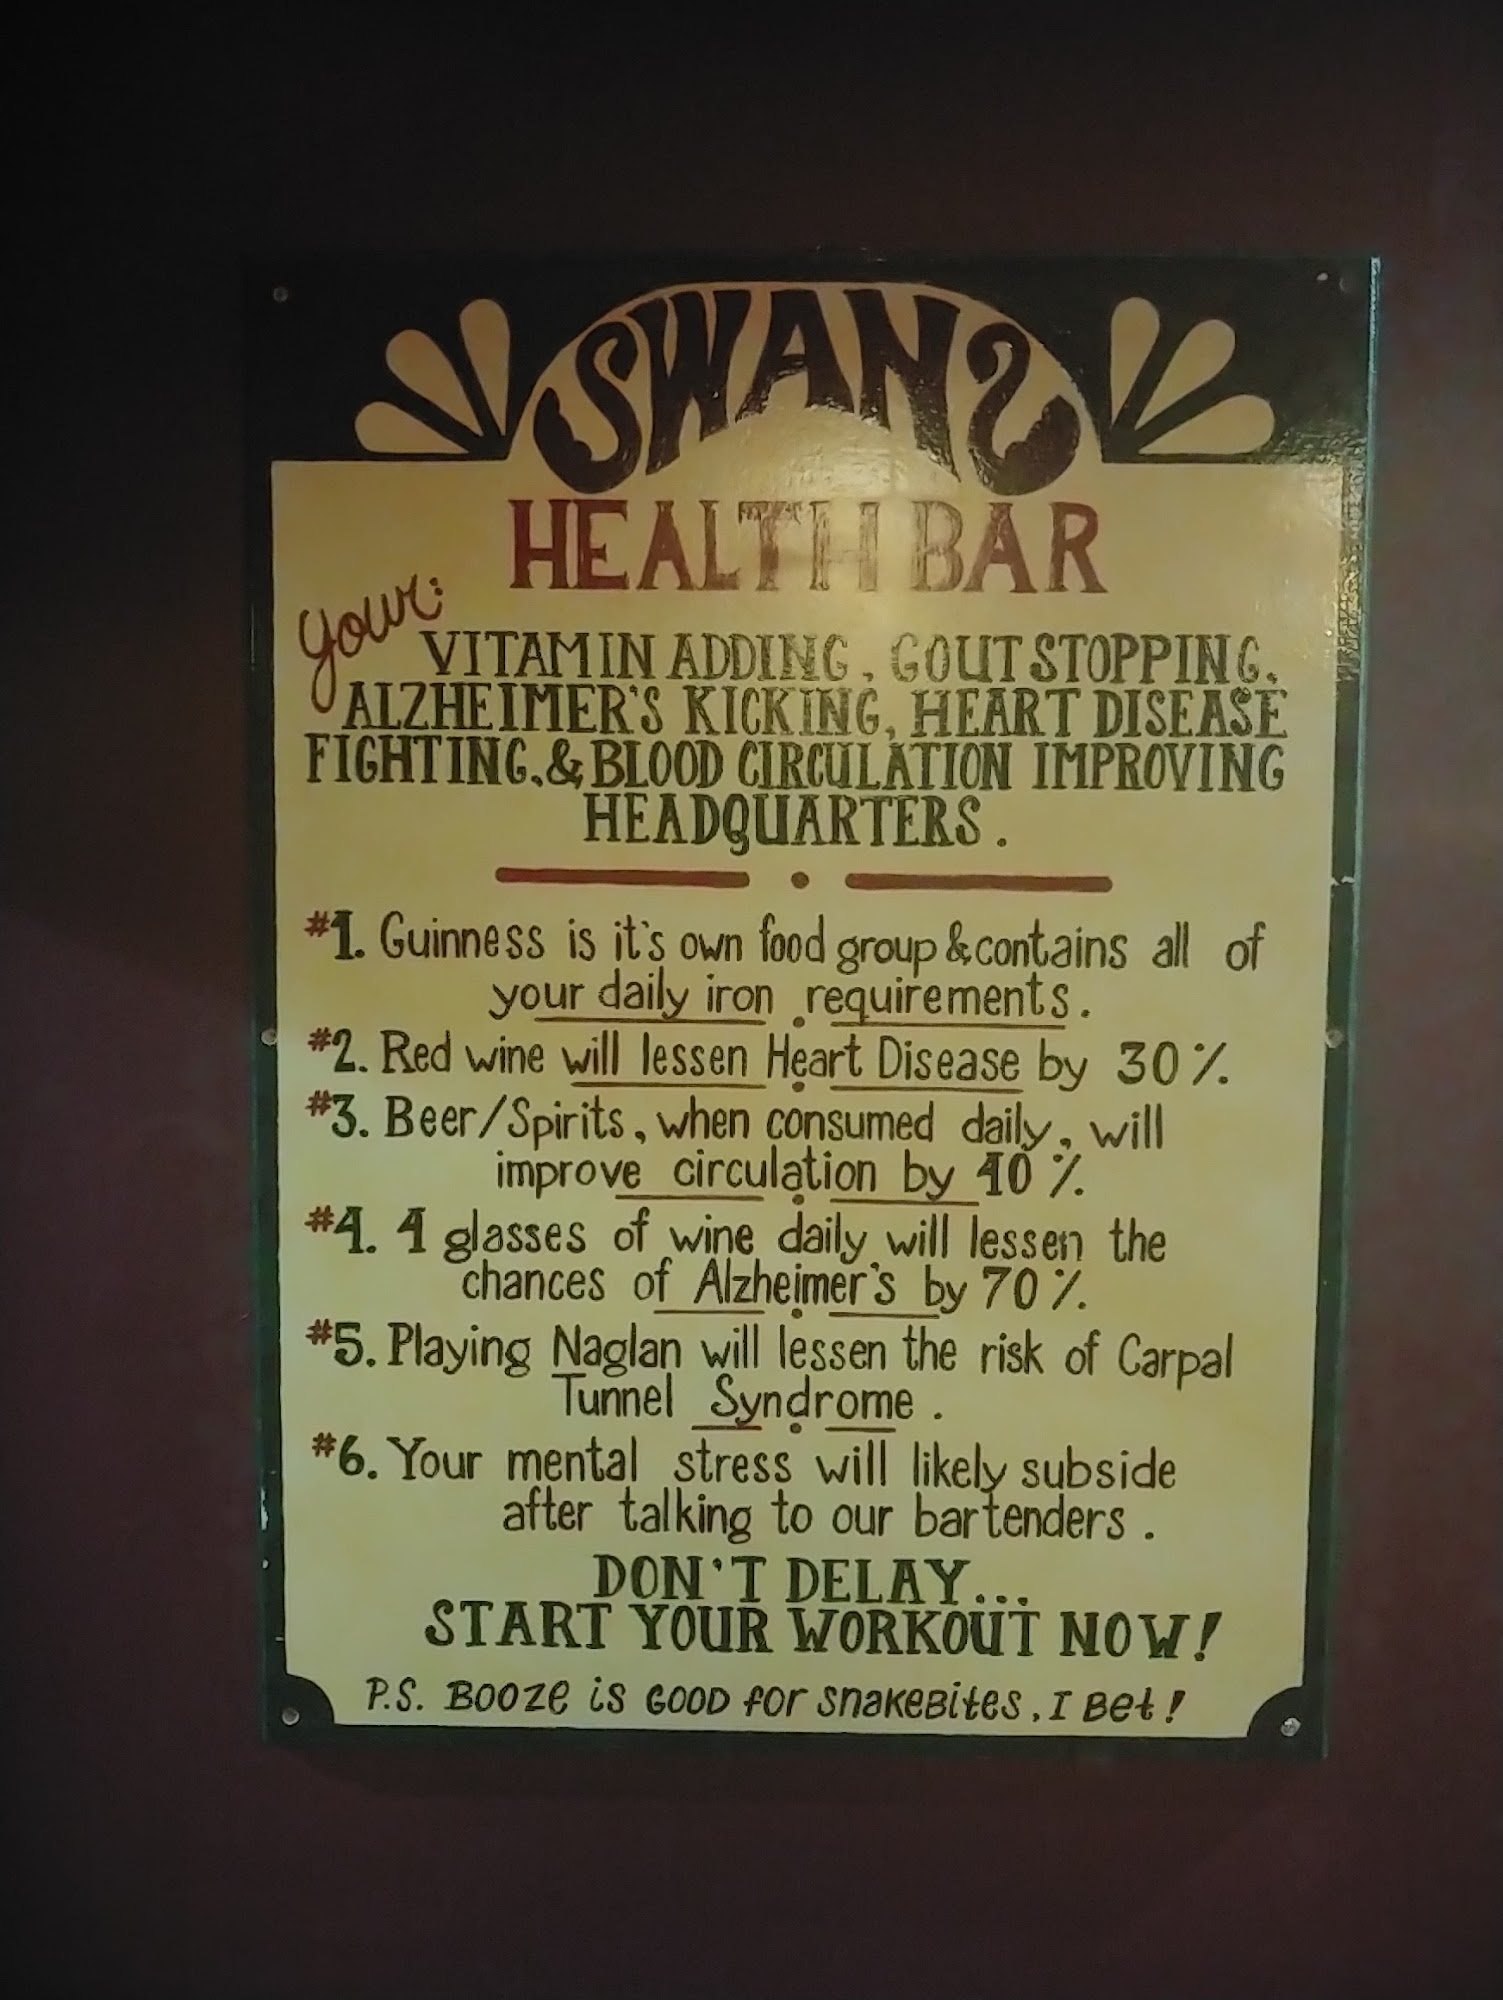 SWANS
HEALTH BAR
your:
VITAMIN ADDING, GOUT STOPPING,
ALZHEIMER'S KICKING, HEART DISEASE
FIGHTING, & BLOOD CIRCULATION IMPROVING
HEADQUARTERS.
#1. Guinness is it's own food group & contains all of
your daily iron requirements.
#2. Red wine will lessen Heart Disease by 30%.
#3. Beer/Spirits, when consumed daily, will
improve circulation by 40%.
#4. 4 glasses of wine daily will lessen the
chances of Alzheimer's by 70%.
#5. Playing Naglan will lessen the risk of Carpal
Tunnel Syndrome.
#6. Your mental stress will likely subside
after talking to our bartenders.
DON'T DELAY...
START YOUR WORKOUT NOW!
P.S. BOOZe is GOOD for snakeBites, I Bet!